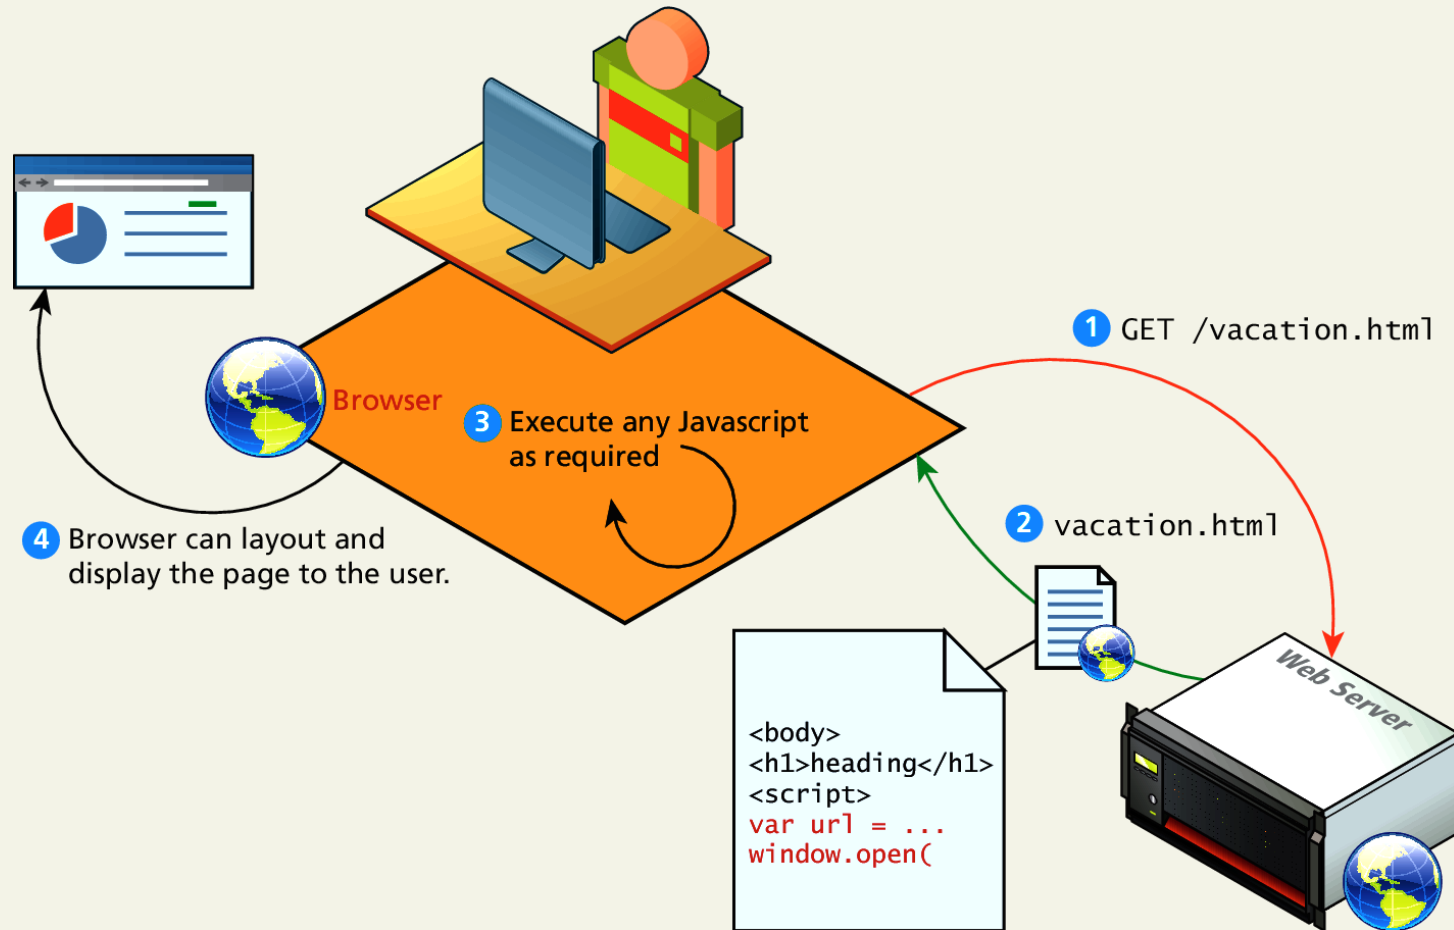 1 GET /vacation.html
Browser
3 Execute any Javascript
as required
2 vacation.html
4 Browser can layout and
display the page to the user.
Web Server
<body>
<h1>heading</h1>
<script>
var url = ...
window.open(